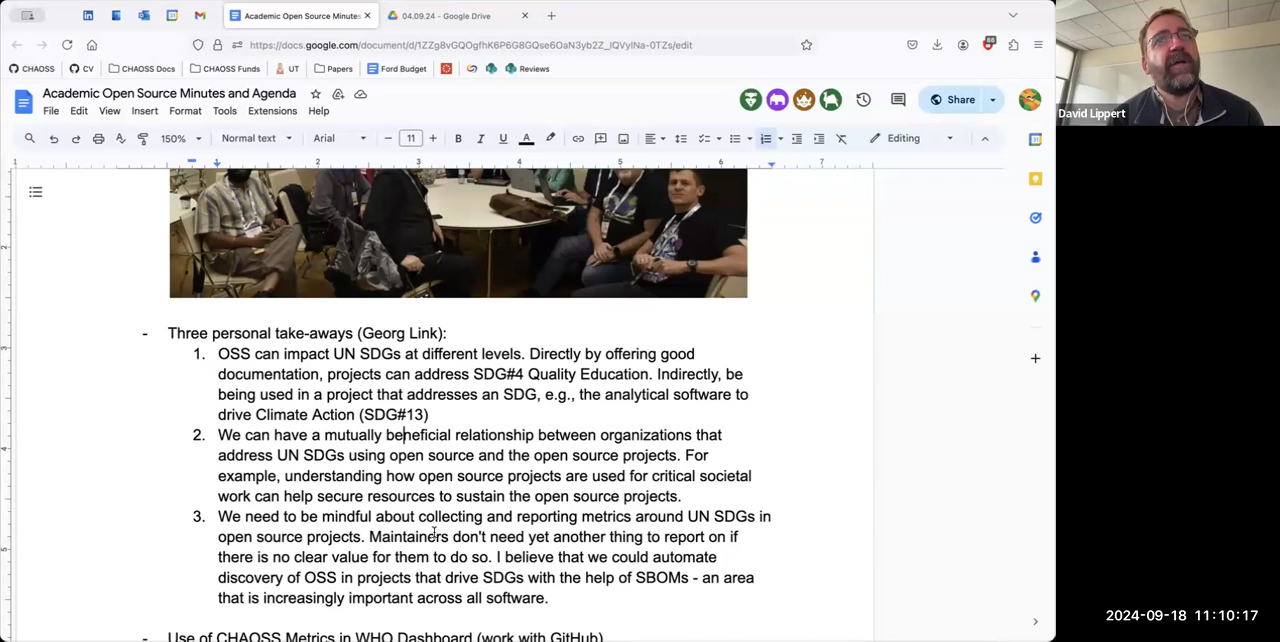 Academic Open Source Minutes
04.09.24 - Google Drive
https://docs.google.com/document/d/1ZZg8vGQOgfhK6P6G8GQse6OaN3yb2Z_lQVylNa-0TZs/edit
CHAOSS
CV
CHAOSS Docs
CHAOSS Funds
UT
Papers
Ford Budget
Reviews
Academic Open Source Minutes and Agenda
File Edit View Insert Format Tools Extensions Help
Share
150% Normal text Arial 11 B I U A Editing
1 1 2 3 4 5 6 7
Three personal take-aways (Georg Link):
1. OSS can impact UN SDGs at different levels. Directly by offering good
documentation, projects can address SDG#4 Quality Education. Indirectly, be
being used in a project that addresses an SDG, e.g., the analytical software to
drive Climate Action (SDG#13)
2. We can have a mutually beneficial relationship between organizations that
address UN SDGs using open source and the open source projects. For
example, understanding how open source projects are used for critical societal
work can help secure resources to sustain the open source projects.
3. We need to be mindful about collecting and reporting metrics around UN SDGs in
open source projects. Maintainers don't need yet another thing to report on if
there is no clear value for them to do so. I believe that we could automate
discovery of OSS in projects that drive SDGs with the help of SBOMs - an area
that is increasingly important across all software.
- Use of CHAOSS Metrics in WHO Dashboard (work with GitHub)
David Lippert
2024-09-18 11:10:17